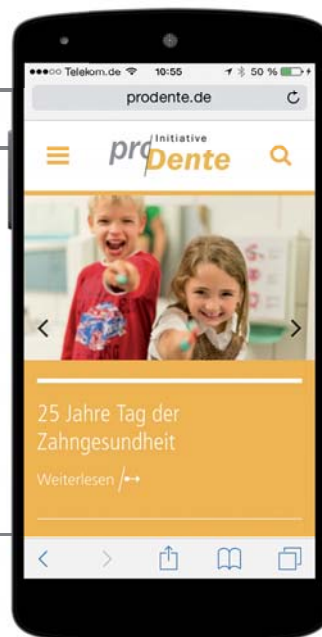 Telekom.de 10:55 50 %
prodente.de
Initiative
proDente
25 Jahre Tag der
Zahngesundheit
Weiterlesen